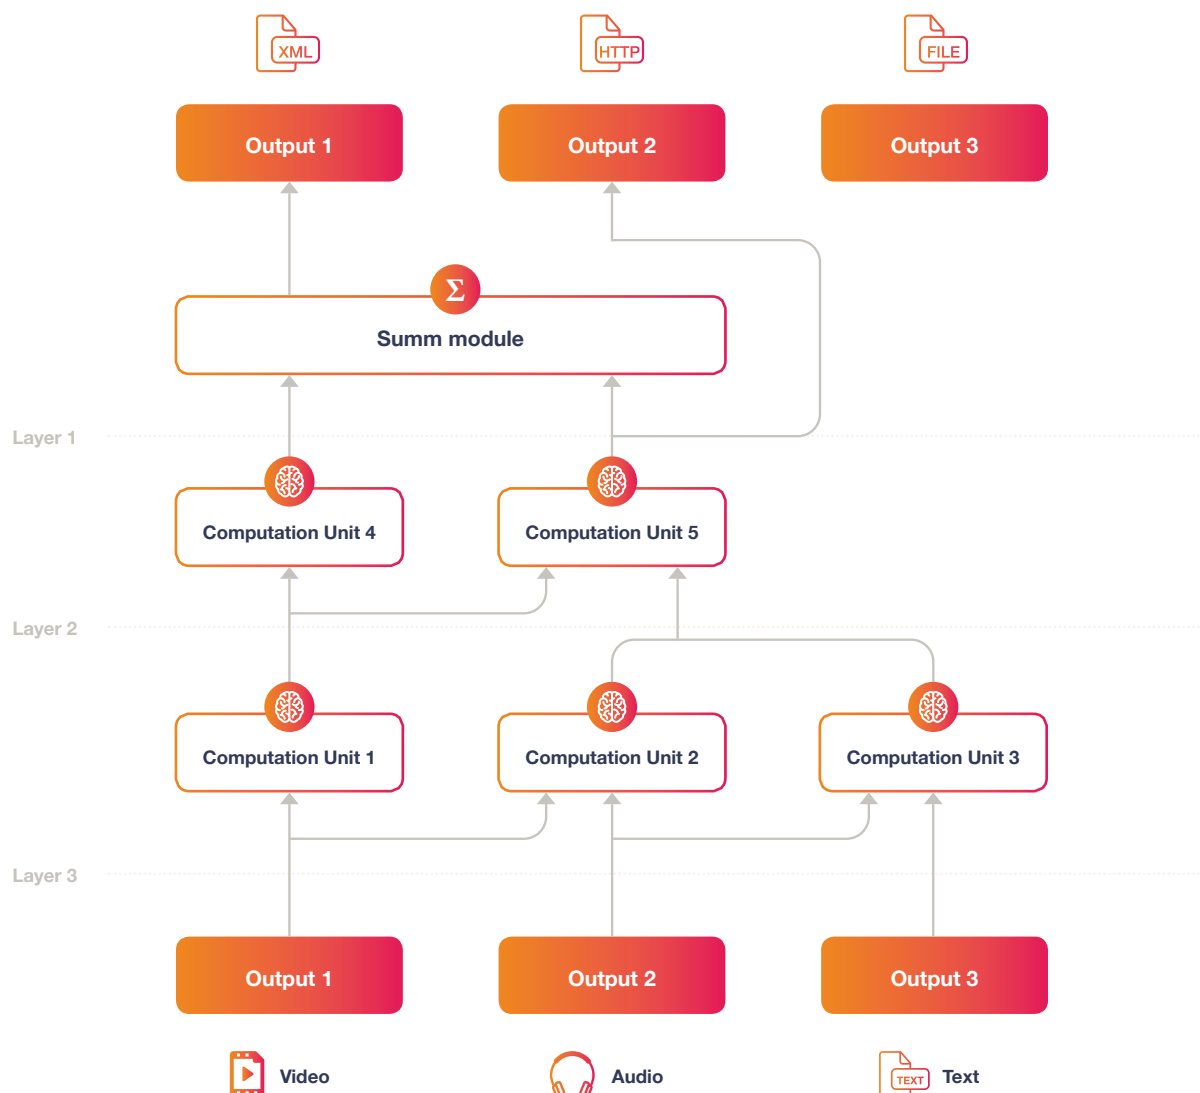 XML
HTTP
FILE
Output 1
Output 2
Output 3
Σ
Summ module
Layer 1
Computation Unit 4
Computation Unit 5
Layer 2
Computation Unit 1
Computation Unit 2
Computation Unit 3
Layer 3
Output 1
Output 2
Output 3
Video
Audio
TEXT
Text